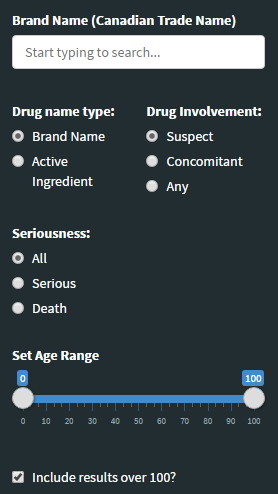 Brand Name (Canadian Trade Name)
Start typing to search...
Drug name type:
Brand Name
Active
Ingredient
Drug Involvement:
Suspect
Concomitant
Any
Seriousness:
All
Serious
Death
Set Age Range
0 100
0 10 20 30 40 50 60 70 80 90 100
Include results over 100?